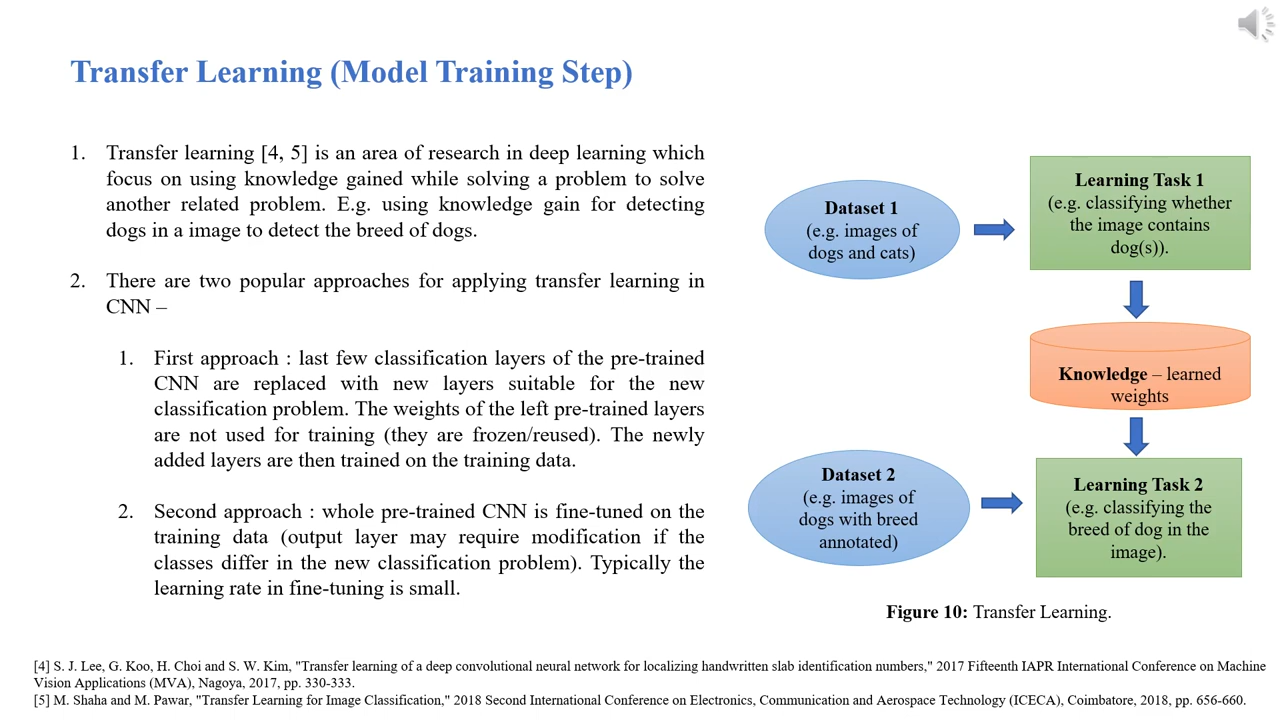 Transfer Learning (Model Training Step)
1. Transfer learning [4, 5] is an area of research in deep learning which
focus on using knowledge gained while solving a problem to solve
another related problem. E.g. using knowledge gain for detecting
dogs in a image to detect the breed of dogs.
2. There are two popular approaches for applying transfer learning in
CNN –
1. First approach : last few classification layers of the pre-trained
CNN are replaced with new layers suitable for the new
classification problem. The weights of the left pre-trained layers
are not used for training (they are frozen/reused). The newly
added layers are then trained on the training data.
2. Second approach : whole pre-trained CNN is fine-tuned on the
training data (output layer may require modification if the
classes differ in the new classification problem). Typically the
learning rate in fine-tuning is small.
Dataset 1
(e.g. images of
dogs and cats)
Learning Task 1
(e.g. classifying whether
the image contains
dog(s)).
Knowledge – learned
weights
Dataset 2
(e.g. images of
dogs with breed
annotated)
Learning Task 2
(e.g. classifying the
breed of dog in the
image).
Figure 10: Transfer Learning.
[4] S. J. Lee, G. Koo, H. Choi and S. W. Kim, "Transfer learning of a deep convolutional neural network for localizing handwritten slab identification numbers," 2017 Fifteenth IAPR International Conference on Machine
Vision Applications (MVA), Nagoya, 2017, pp. 330-333.
[5] M. Shaha and M. Pawar, "Transfer Learning for Image Classification," 2018 Second International Conference on Electronics, Communication and Aerospace Technology (ICECA), Coimbatore, 2018, pp. 656-660.